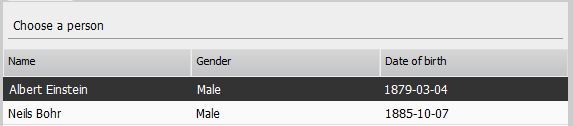 Choose a person
Name Gender Date of birth
Albert Einstein Male 1879-03-04
Neils Bohr Male 1885-10-07